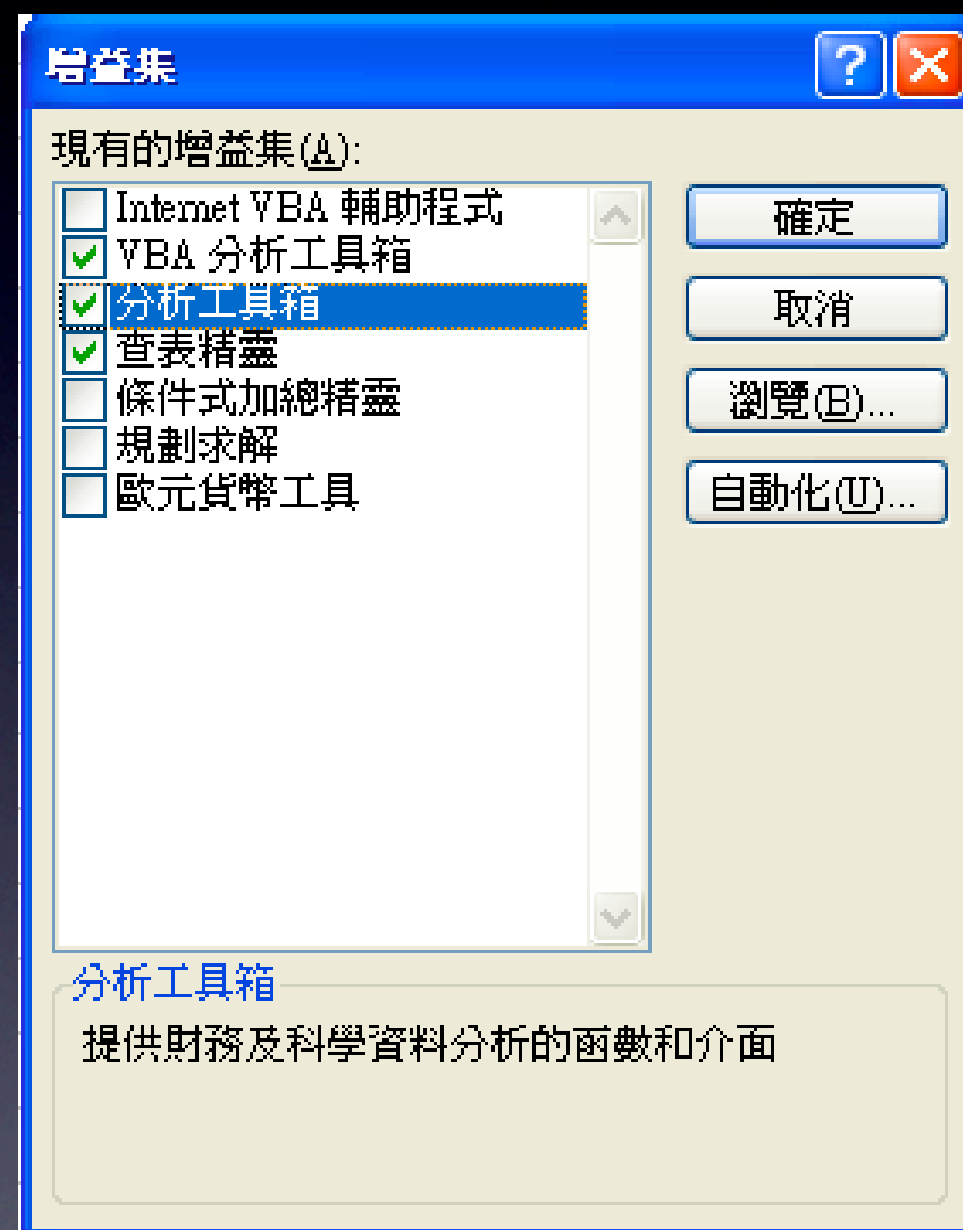 增益集
現有的增益集(A):
Internet VBA 輔助程式
VBA 分析工具箱
分析工具箱
查表精靈
條件式加總精靈
規劃求解
歐元貨幣工具
確定
取消
瀏覽(B)...
自動化(U)...
分析工具箱
提供財務及科學資料分析的函數和介面